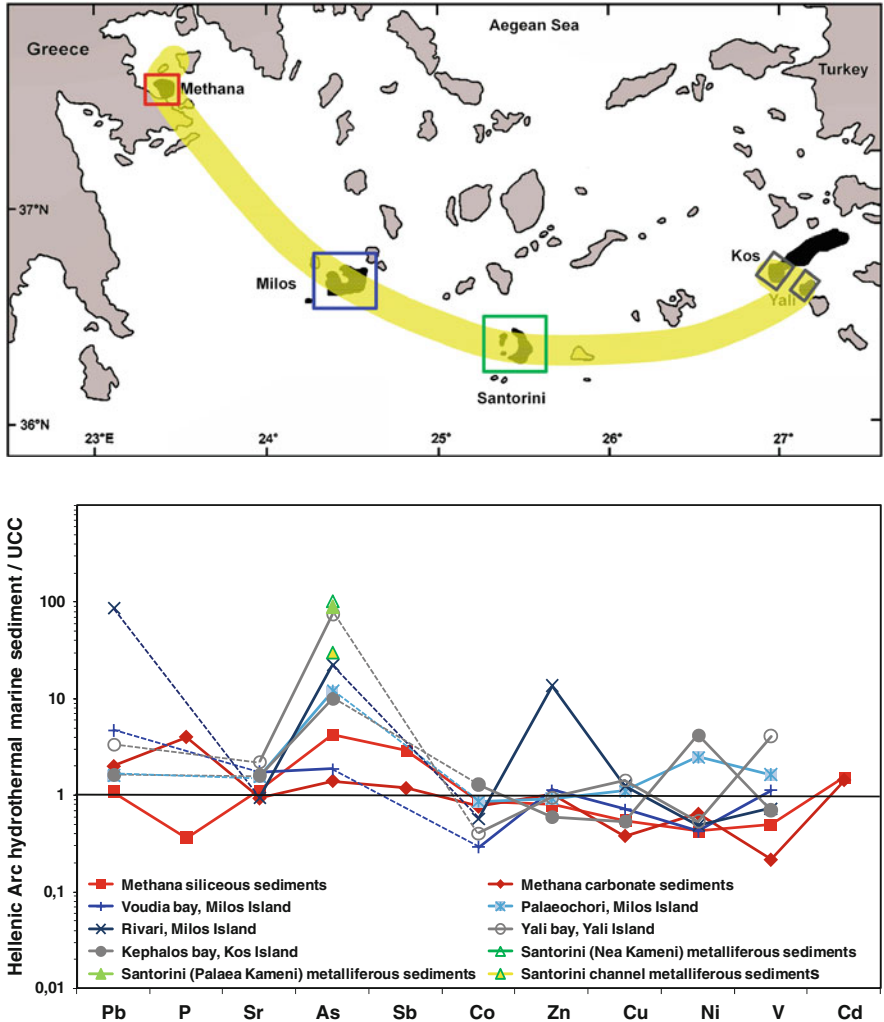 Aegean Sea
Greece
Turkey
Methana
37°N
Kos
Milos
Yali
Santorini
36°N
23°E 24° 25° 26° 27°
Hellenic Arc hydrothermal marine sediment / UCC
100
10
1
0,1
0,01
Methana siliceous sediments Methana carbonate sediments
Voudia bay, Milos Island Palaeochori, Milos Island
Rivari, Milos Island Yali bay, Yali Island
Kephalos bay, Kos Island Santorini (Nea Kameni) metalliferous sediments
Santorini (Palaea Kameni) metalliferous sediments Santorini channel metalliferous sediments
Pb P Sr As Sb Co Zn Cu Ni V Cd